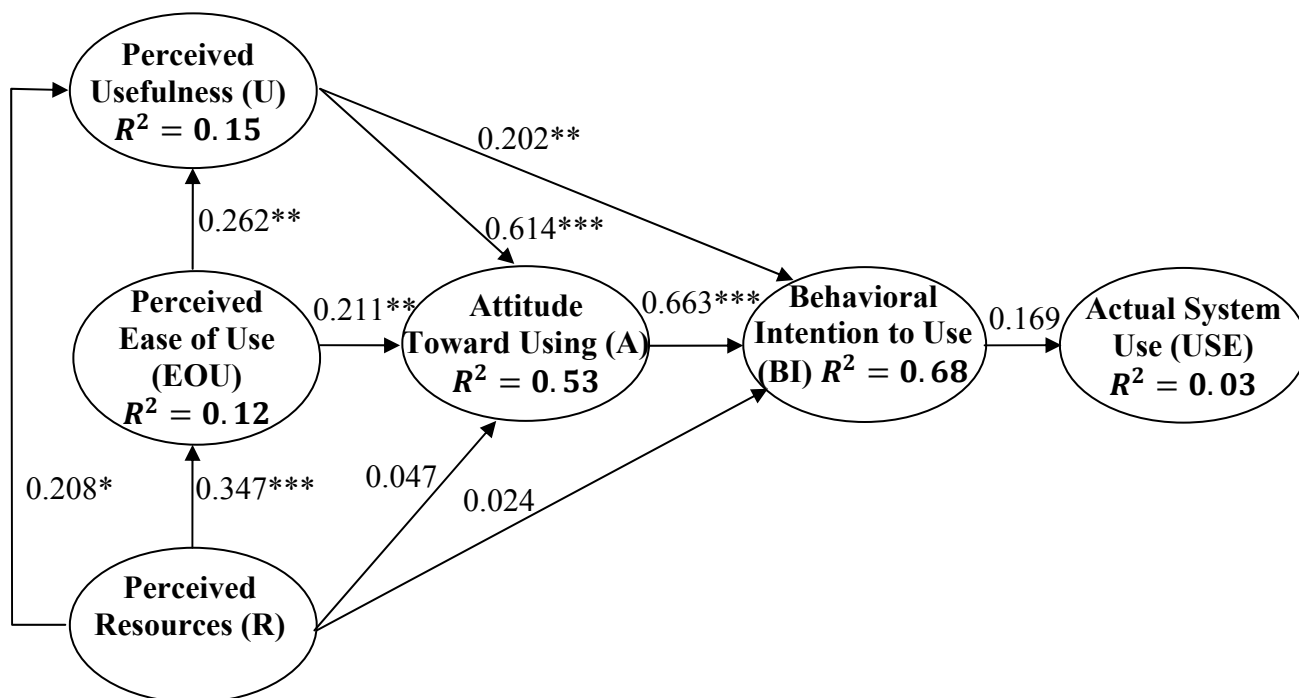 Perceived
Usefulness (U)
R² = 0.15
0.202**
0.262**
0.614***
Perceived
Ease of Use
(EOU)
R² = 0.12
0.211**
Attitude
Toward Using (A)
R² = 0.53
0.663***
Behavioral
Intention to Use
(BI) R² = 0.68
0.169
Actual System
Use (USE)
R² = 0.03
0.208*
0.347***
0.047
0.024
Perceived
Resources (R)